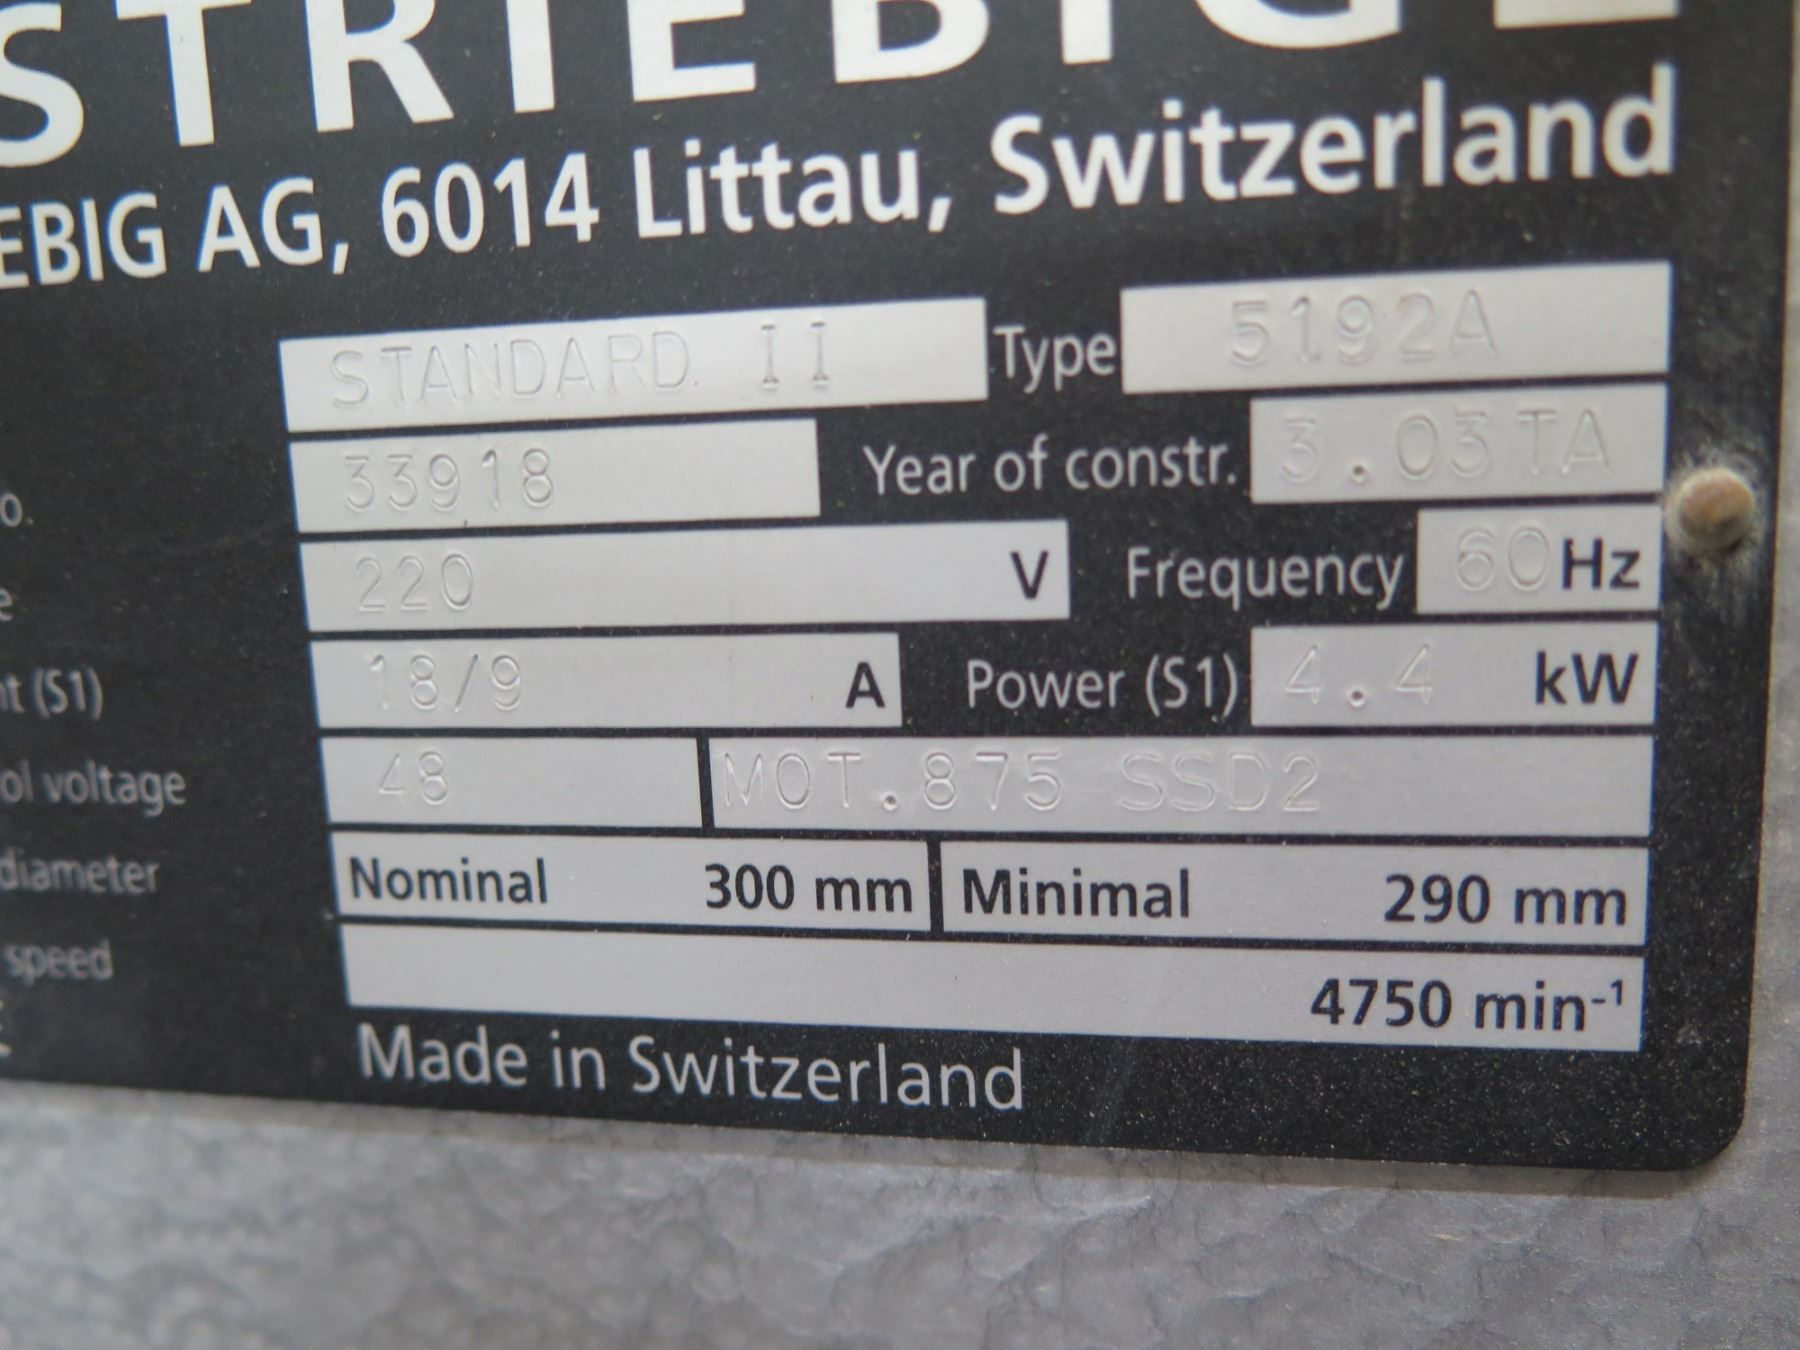 STRIEBIG
EBIG AG, 6014 Littau, Switzerland
STANDARD II Type 5192A
o. 33918 Year of constr. 3.03TA
e 220 V Frequency 60 Hz
nt (S1) 18/9 A Power (S1) 4.4 kW
ol voltage 48 MOT.875 SSD2
diameter Nominal 300 mm Minimal 290 mm
speed 4750 min-¹
Made in Switzerland